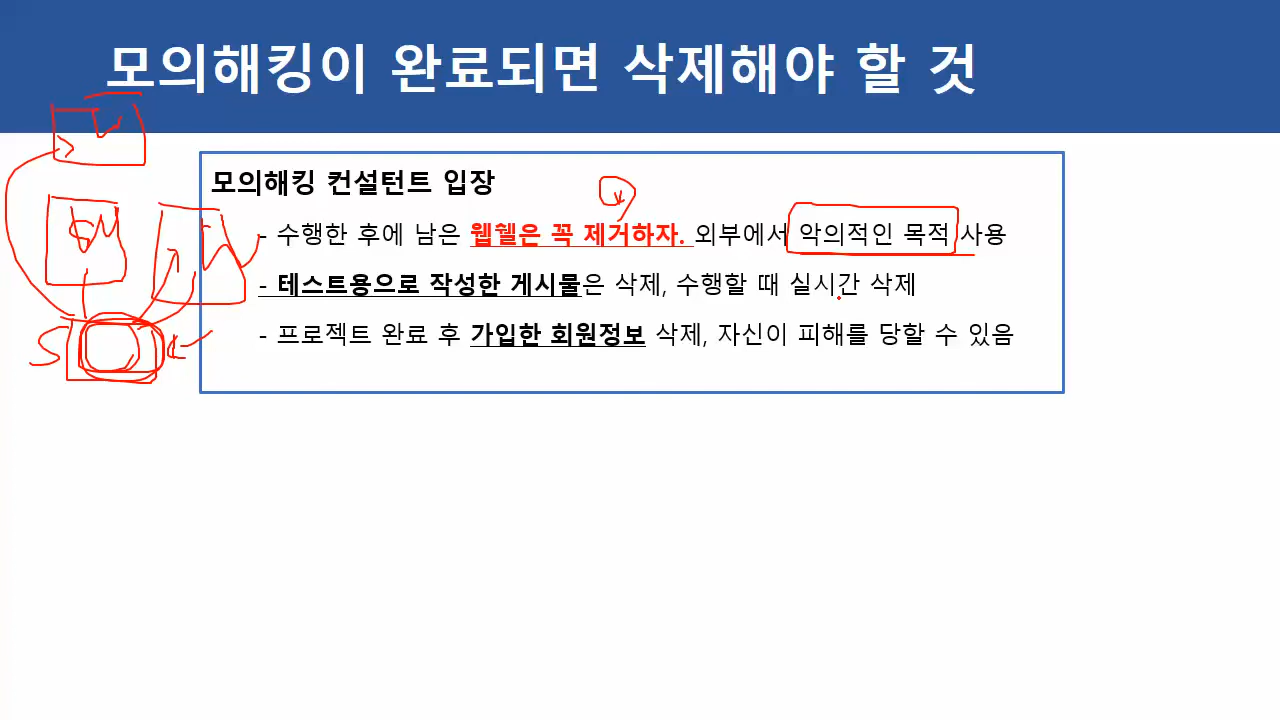 모의해킹이 완료되면 삭제해야 할 것
모의해킹 컨설턴트 입장
- 수행한 후에 남은 웹쉘은 꼭 제거하자. 외부에서 악의적인 목적 사용
- 테스트용으로 작성한 게시물은 삭제, 수행할 때 실시간 삭제
- 프로젝트 완료 후 가입한 회원정보 삭제, 자신이 피해를 당할 수 있음